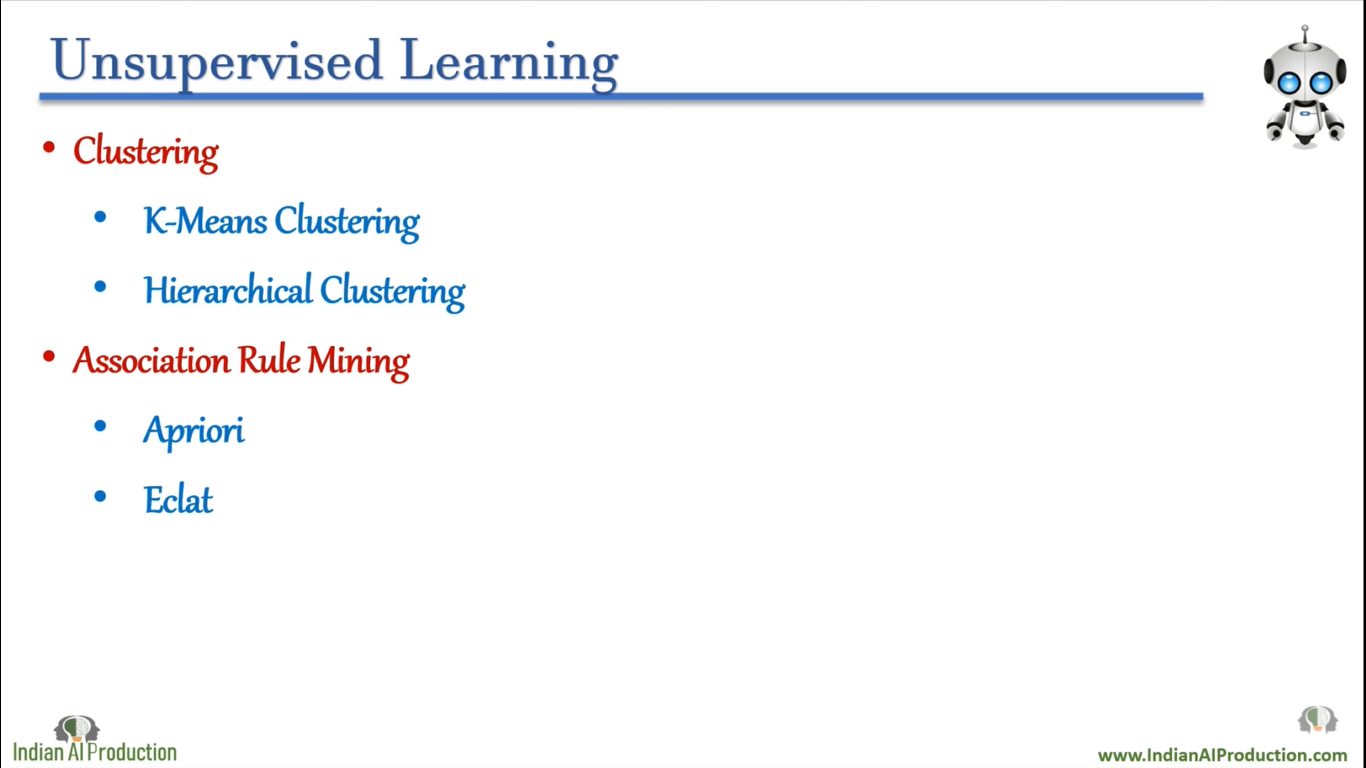 Unsupervised Learning
• Clustering
• K-Means Clustering
• Hierarchical Clustering
• Association Rule Mining
• Apriori
• Eclat
Indian AI Production
www.IndianAIProduction.com